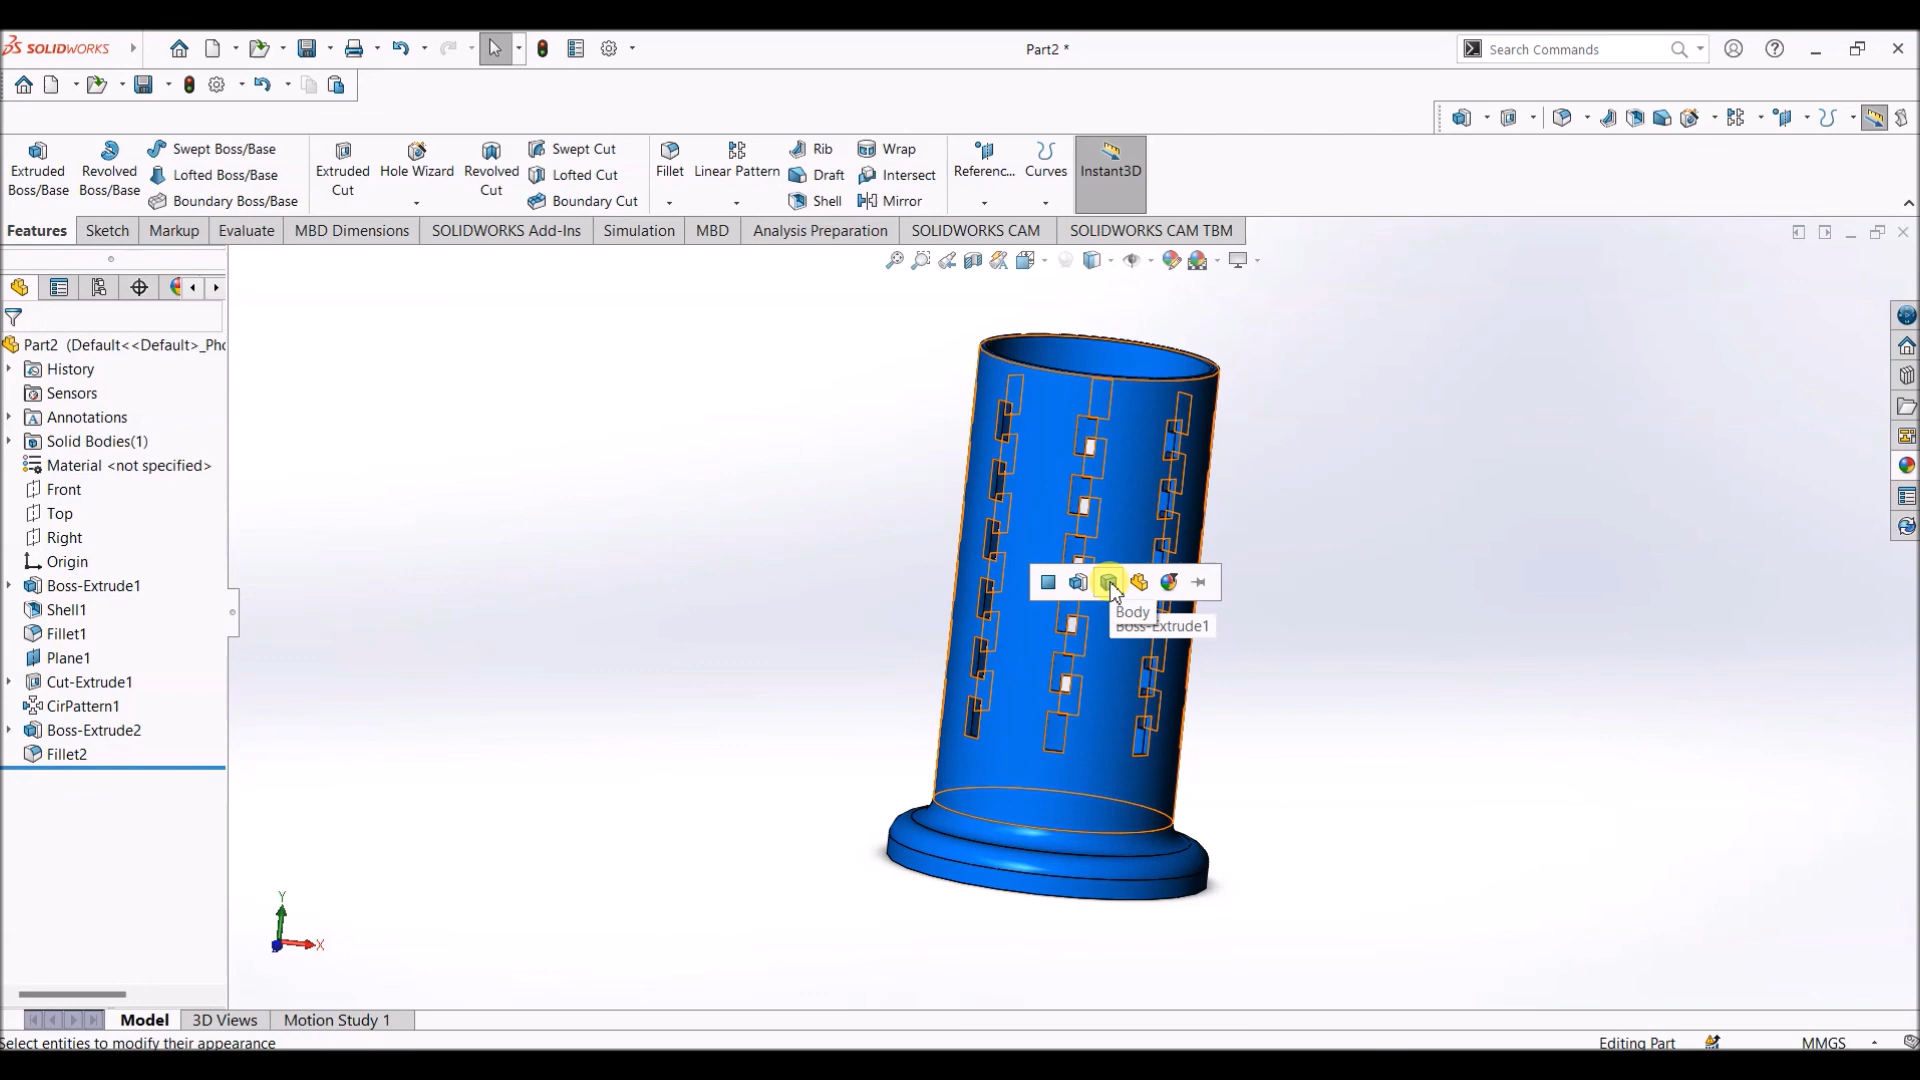 SOLIDWORKS
Part2 *
Search Commands
Extruded Boss/Base
Revolved Boss/Base
Swept Boss/Base
Lofted Boss/Base
Boundary Boss/Base
Extruded Cut
Hole Wizard
Revolved Cut
Swept Cut
Lofted Cut
Boundary Cut
Fillet
Linear Pattern
Rib
Draft
Shell
Wrap
Intersect
Mirror
Referenc...
Curves
Instant3D
Features
Sketch
Markup
Evaluate
MBD Dimensions
SOLIDWORKS Add-Ins
Simulation
MBD
Analysis Preparation
SOLIDWORKS CAM
SOLIDWORKS CAM TBM
Part2 (Default<<Default>_Pho
History
Sensors
Annotations
Solid Bodies(1)
Material <not specified>
Front
Top
Right
Origin
Boss-Extrude1
Shell1
Fillet1
Plane1
Cut-Extrude1
CirPattern1
Boss-Extrude2
Fillet2
Body
Boss-Extrude1
Y
X
Model
3D Views
Motion Study 1
Select entities to modify their appearance
Editing Part
MMGS